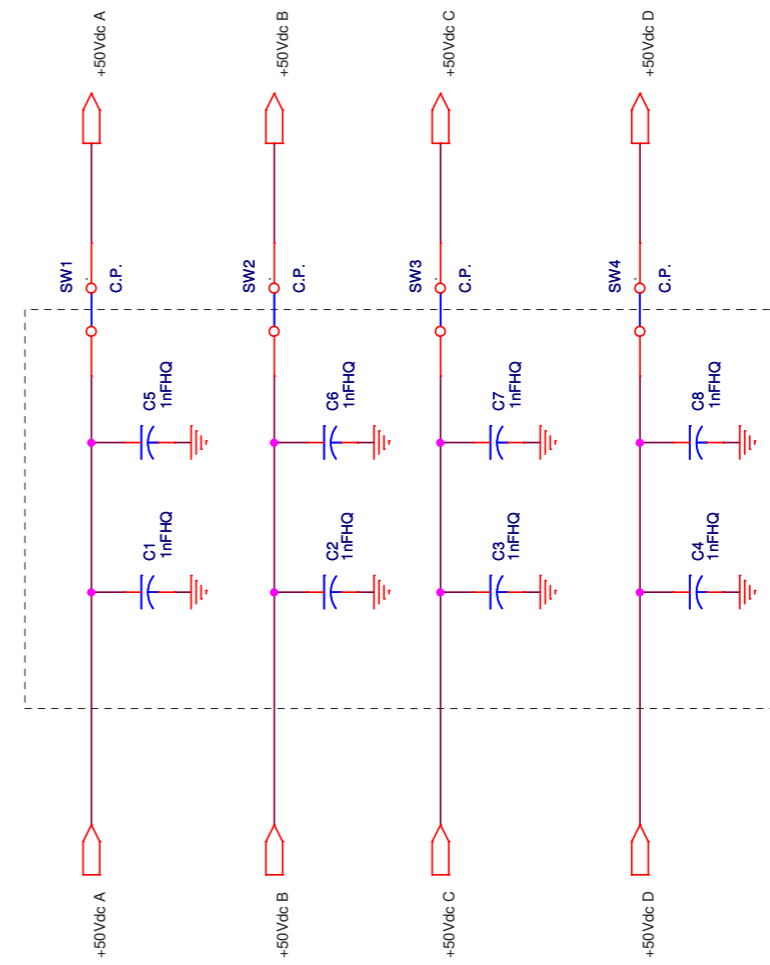 +50Vdc A
+50Vdc B
+50Vdc C
+50Vdc D
SW1
C.P.
SW2
C.P.
SW3
C.P.
SW4
C.P.
C5
1nFHQ
C6
1nFHQ
C7
1nFHQ
C8
1nFHQ
C1
1nFHQ
C2
1nFHQ
C3
1nFHQ
C4
1nFHQ
+50Vdc A
+50Vdc B
+50Vdc C
+50Vdc D